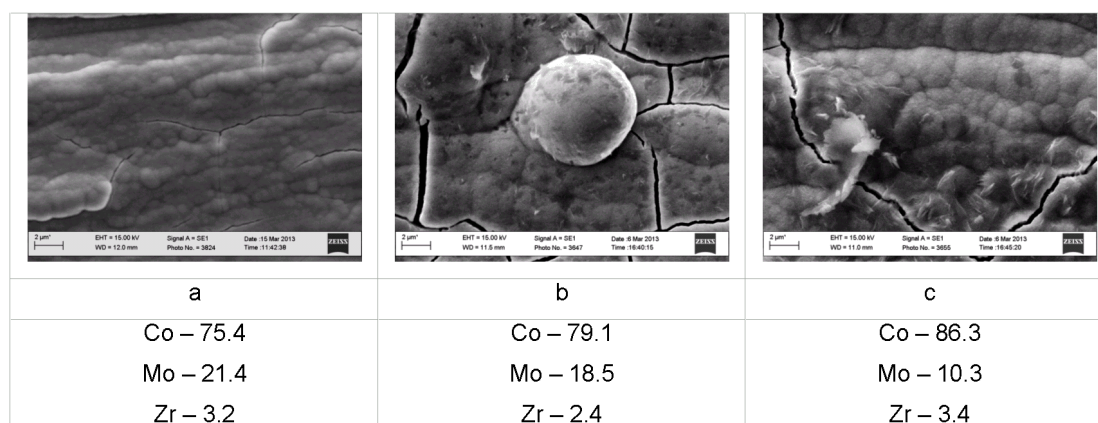 2 µm*
EHT = 15.00 kV
WD = 12.0 mm
Signal A = SE1
Photo No. = 3824
Date :15 Mar 2013
Time :11:42:38
ZEISS
2 µm*
EHT = 15.00 kV
WD = 11.5 mm
Signal A = SE1
Photo No. = 3647
Date :6 Mar 2013
Time :16:40:15
ZEISS
2 µm*
EHT = 15.00 kV
WD = 11.0 mm
Signal A = SE1
Photo No. = 3655
Date :6 Mar 2013
Time :16:45:20
ZEISS
a
b
c
Co – 75.4
Co – 79.1
Co – 86.3
Mo – 21.4
Mo – 18.5
Mo – 10.3
Zr – 3.2
Zr – 2.4
Zr – 3.4